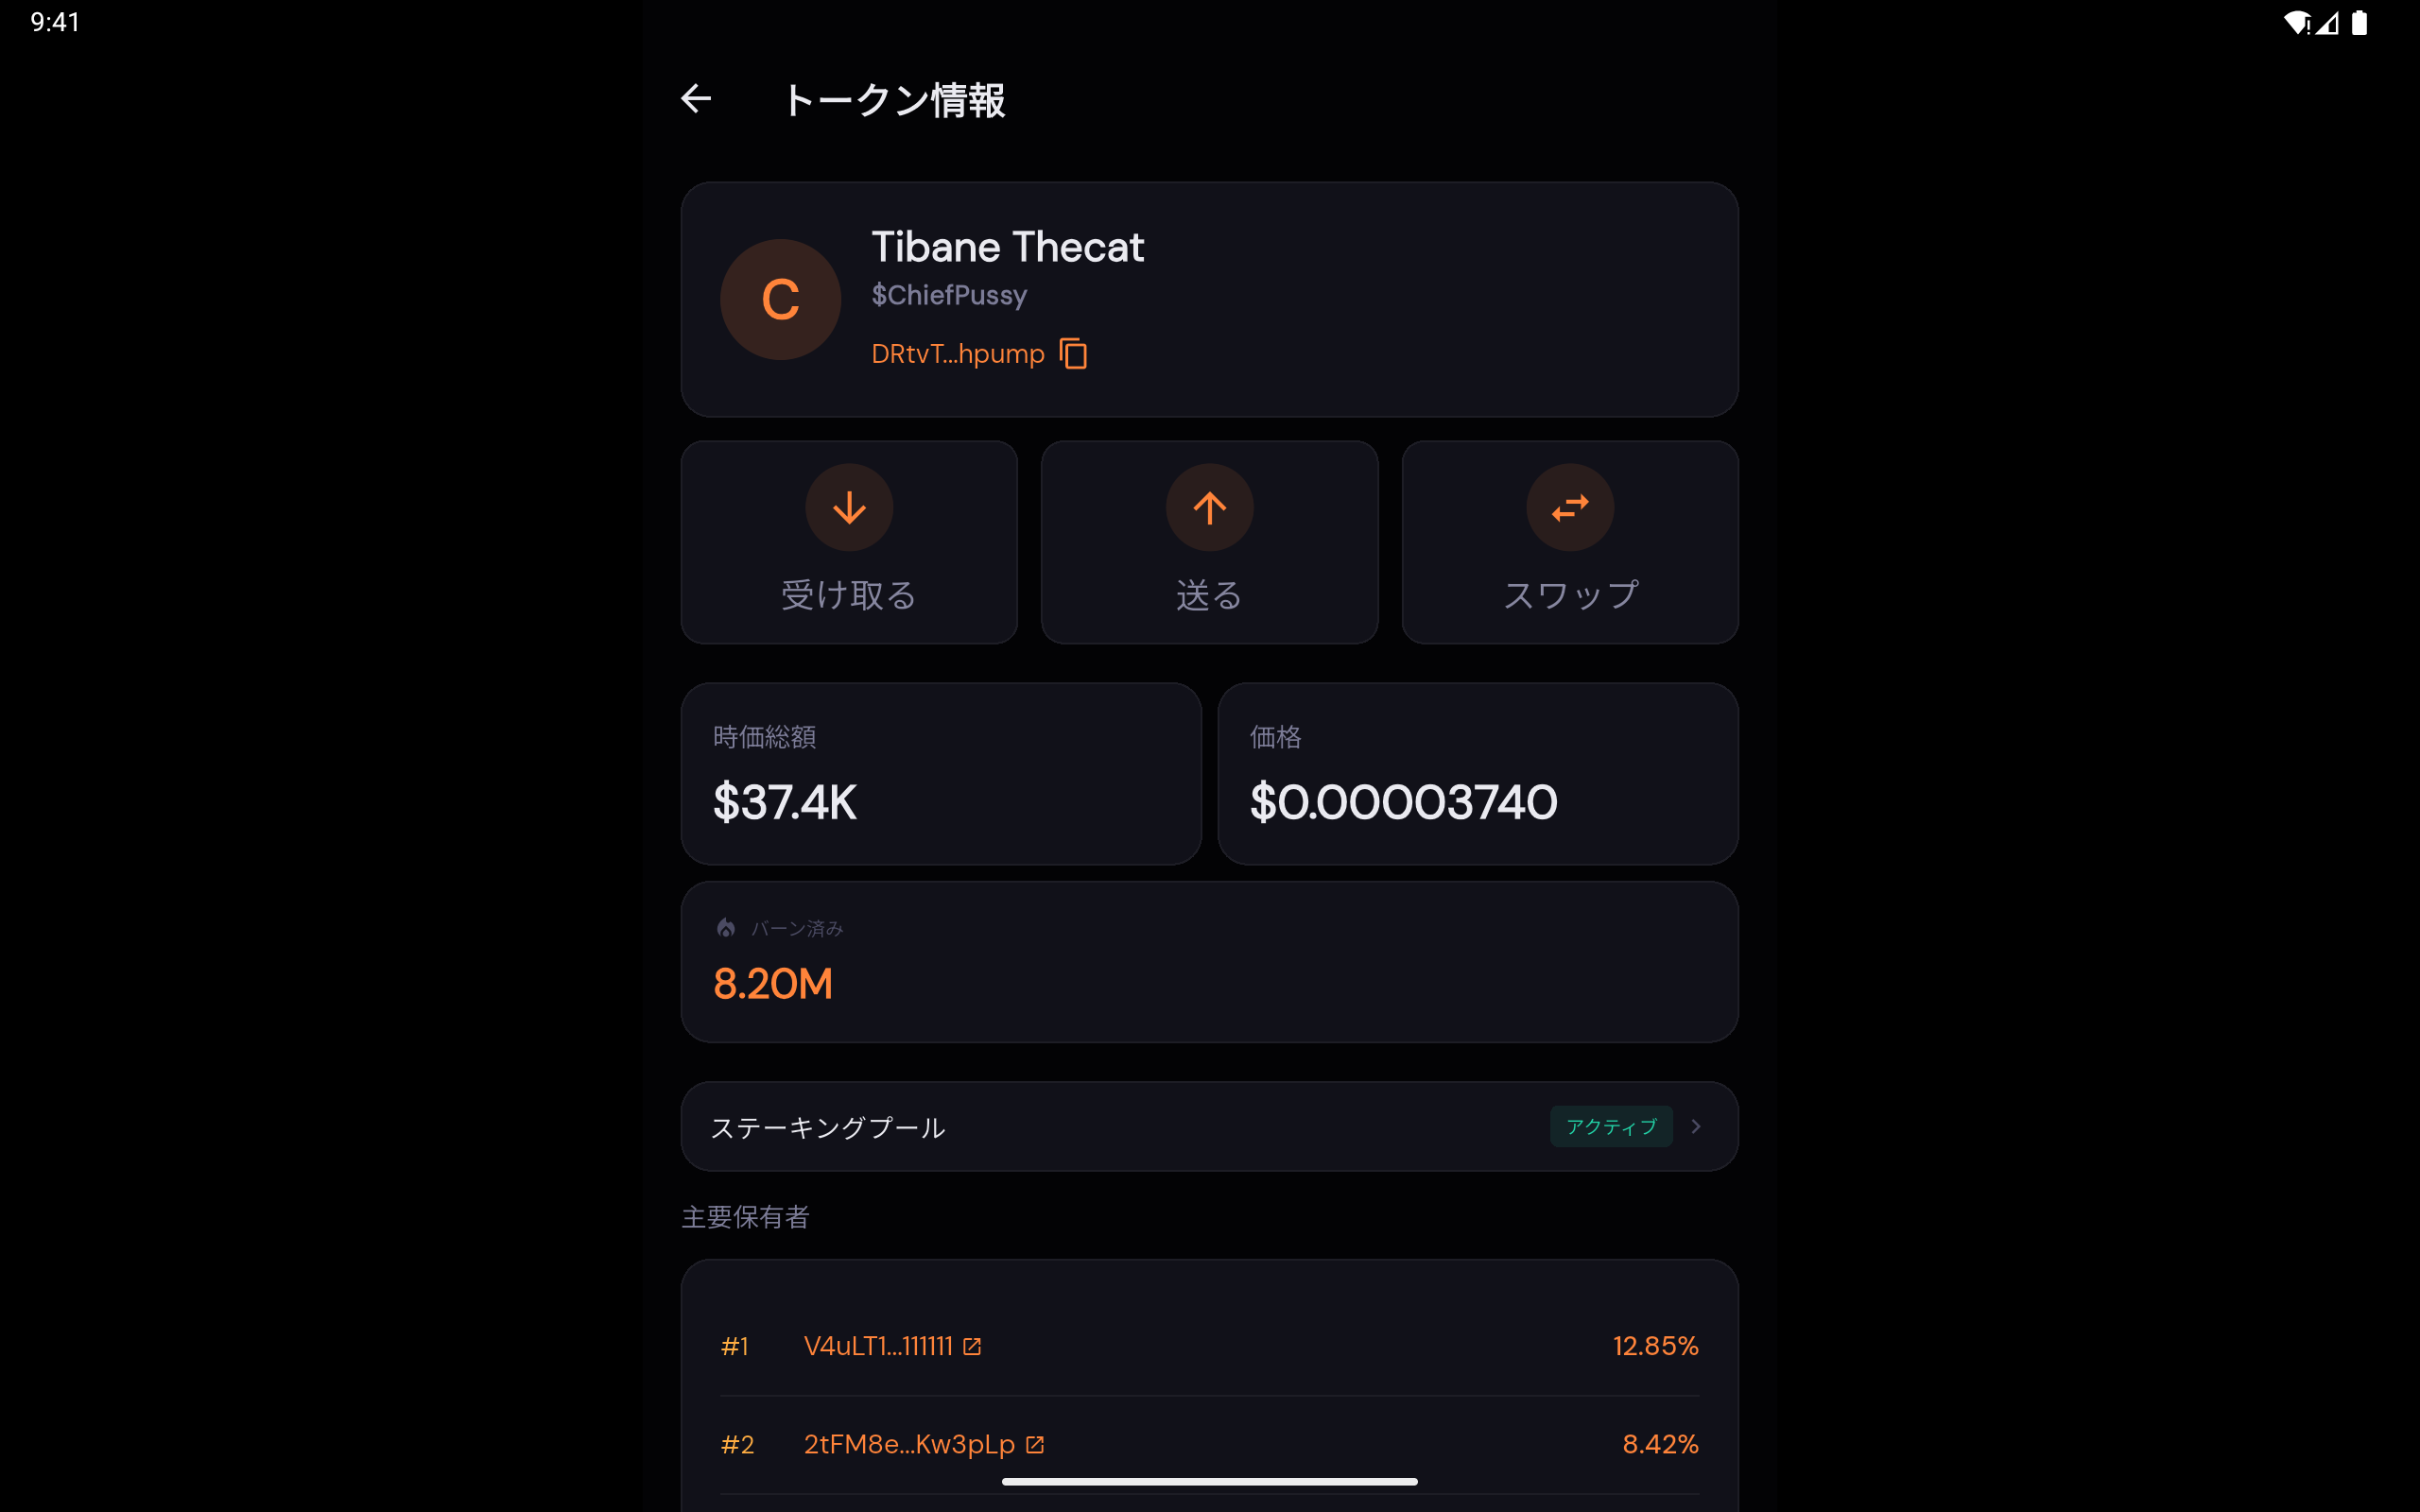 9:41
トークン情報
C
Tibane Thecat
$ChiefPussy
DRtvT...hpump
受け取る
送る
スワップ
時価総額
$37.4K
価格
$0.00003740
バーン済み
8.20M
ステーキングプール
アクティブ
主要保有者
#1 V4uLT1...111111 12.85%
#2 2tFM8e...Kw3pLp 8.42%